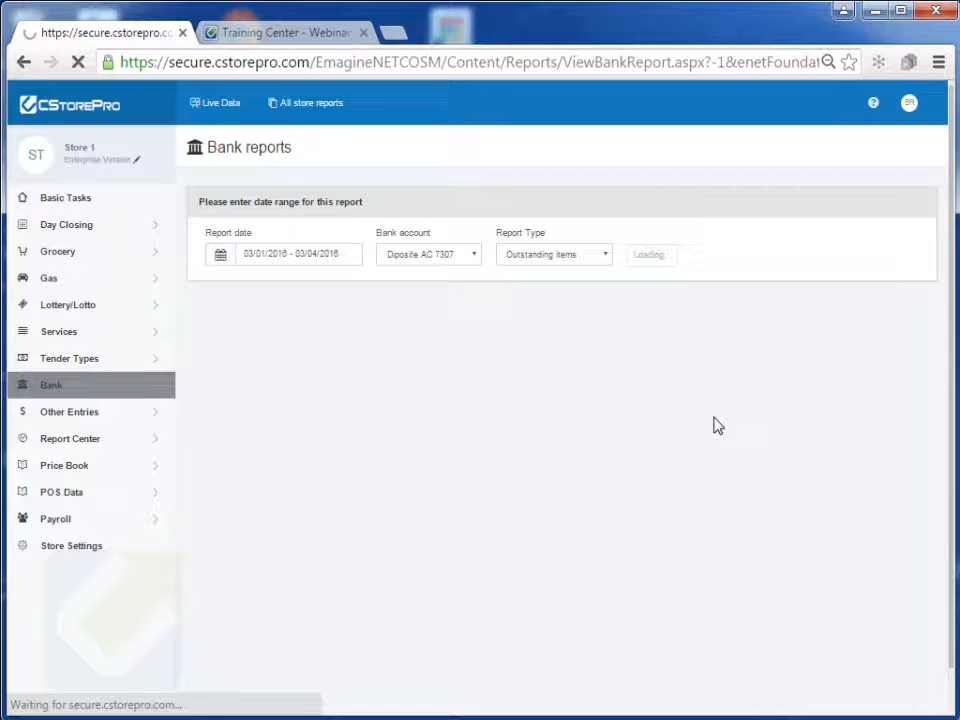 https://secure.cstorepro.cc
Training Center - Webinar
https://secure.cstorepro.com/EmagineNETCOSM/Content/Reports/ViewBankReport.aspx?-1&enetFoundat
CSTOREPRO
Live Data
All store reports
?
BR
ST
Store 1
Enterprise Version
Bank reports
Basic Tasks
Day Closing
Grocery
Gas
Lottery/Lotto
Services
Tender Types
Bank
Other Entries
Report Center
Price Book
POS Data
Payroll
Store Settings
Please enter date range for this report
Report date
Bank account
Report Type
03/01/2016 - 03/04/2016
Diposite AC 7307
Outstanding items
Loading...
Waiting for secure.cstorepro.com...